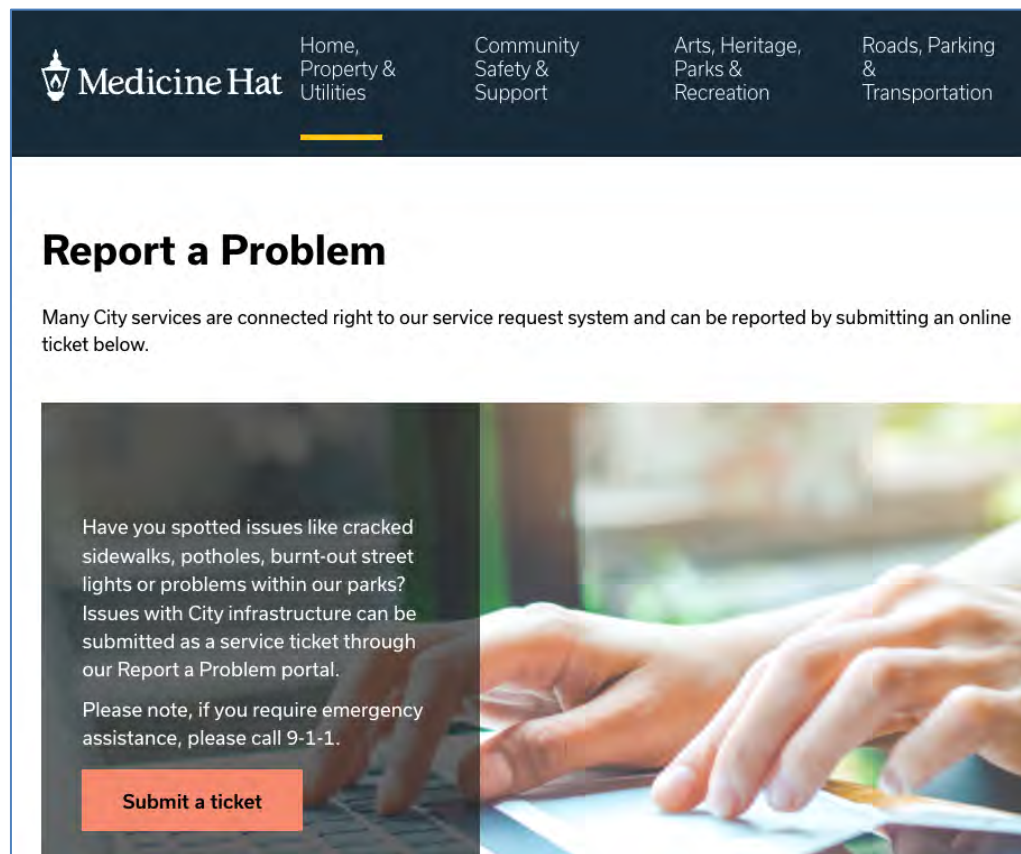 Medicine Hat
Home,
Property &
Utilities
Community
Safety &
Support
Arts, Heritage,
Parks &
Recreation
Roads, Parking
&
Transportation
Report a Problem
Many City services are connected right to our service request system and can be reported by submitting an online
ticket below.
Have you spotted issues like cracked
sidewalks, potholes, burnt-out street
lights or problems within our parks?
Issues with City infrastructure can be
submitted as a service ticket through
our Report a Problem portal.
Please note, if you require emergency
assistance, please call 9-1-1.
Submit a ticket